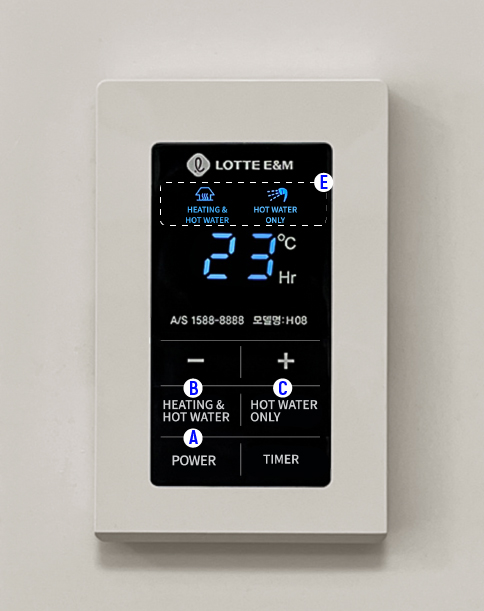 LOTTE E&M
E
HEATING &
HOT WATER
HOT WATER
ONLY
23 °C
Hr
A/S 1588-8888 모델명:H08
− +
B C
HEATING &
HOT WATER
HOT WATER
ONLY
A
POWER TIMER